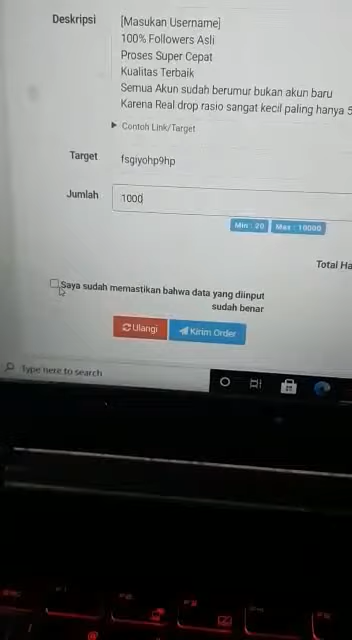 Deskripsi
[Masukan Username]
100% Followers Asli
Proses Super Cepat
Kualitas Terbaik
Semua Akun sudah berumur bukan akun baru
Karena Real drop rasio sangat kecil paling hanya 5
Contoh Link/Target
Target
fsgiyohp9hp
Jumlah
1000
Min : 20
Max : 10000
Total Ha
Saya sudah memastikan bahwa data yang diinput
sudah benar
Ulangi
Kirim Order
Type here to search